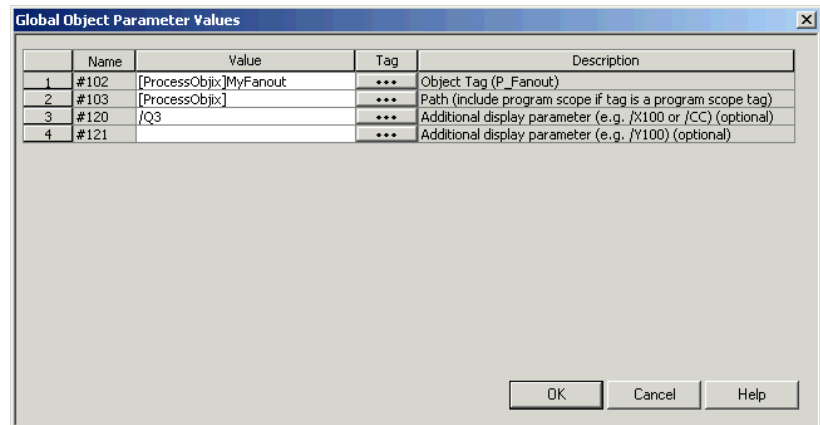 Global Object Parameter Values
Name Value Tag Description
1 #102 [ProcessObjix]MyFanout ••• Object Tag (P_Fanout)
2 #103 [ProcessObjix] ••• Path (include program scope if tag is a program scope tag)
3 #120 /Q3 ••• Additional display parameter (e.g. /X100 or /CC) (optional)
4 #121 ••• Additional display parameter (e.g. /Y100) (optional)
OK Cancel Help